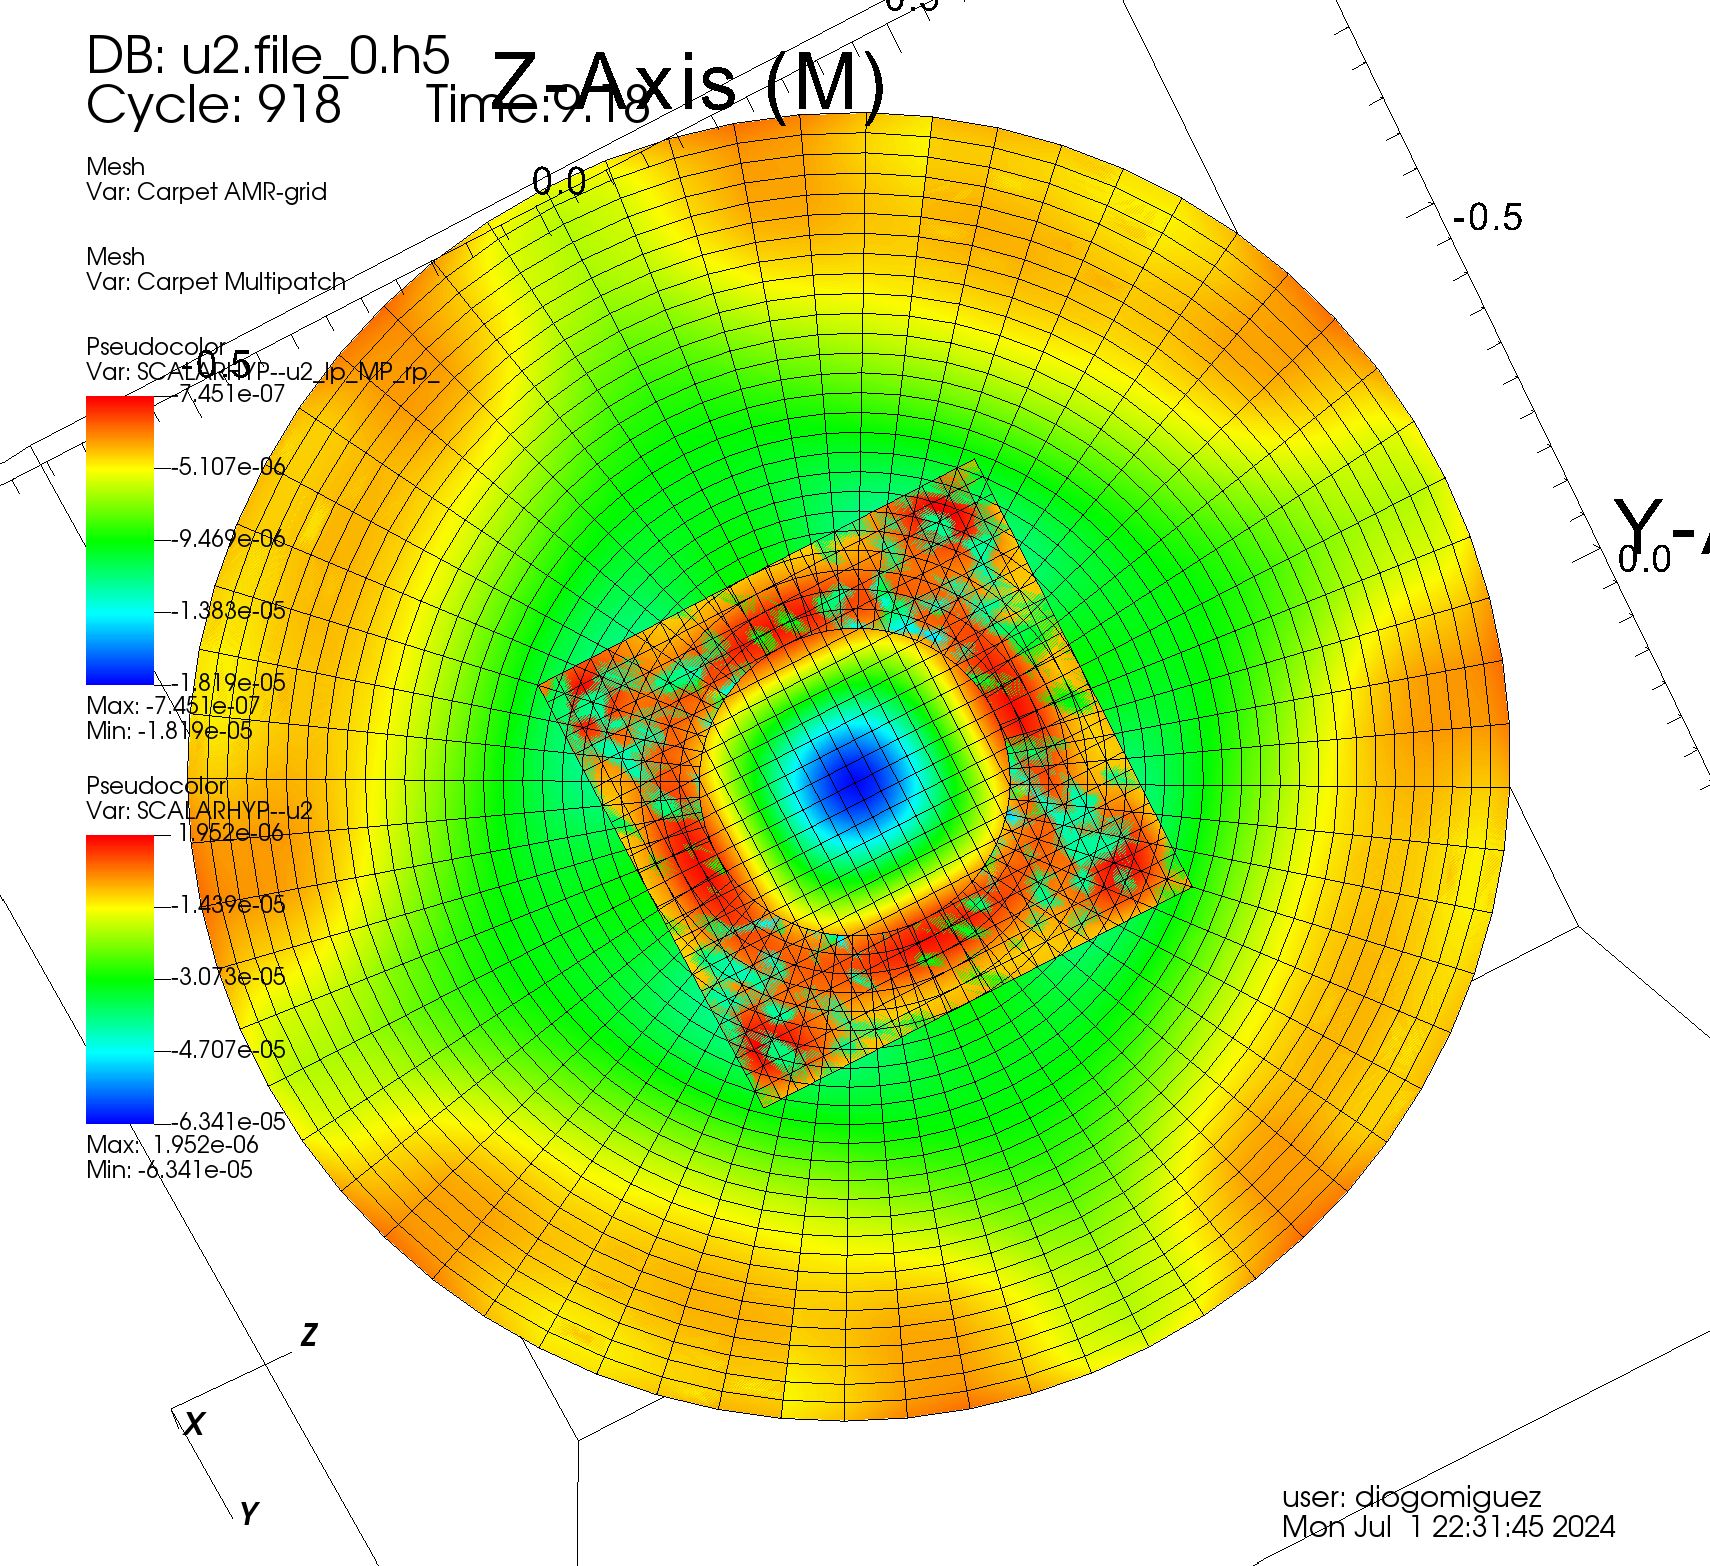 0.5
DB: u2.file_0.h5
Z-Axis (M)
Cycle: 918 Time:9.18
Mesh
Var: Carpet AMR-grid
0.0
-0.5
Mesh
Var: Carpet Multipatch
Pseudocolor
-0.5
Var: SCALARHYP--u2_lp_MP_rp_
-7.451e-07
-5.107e-06
-9.469e-06
-1.383e-05
-1.819e-05
Max: -7.451e-07
Min: -1.819e-05
Y-A
0.0
Pseudocolor
Var: SCALARHYP--u2
1.952e-06
-1.439e-05
-3.073e-05
-4.707e-05
-6.341e-05
Max: 1.952e-06
Min: -6.341e-05
Z
X
Y
user: diogomiguez
Mon Jul 1 22:31:45 2024